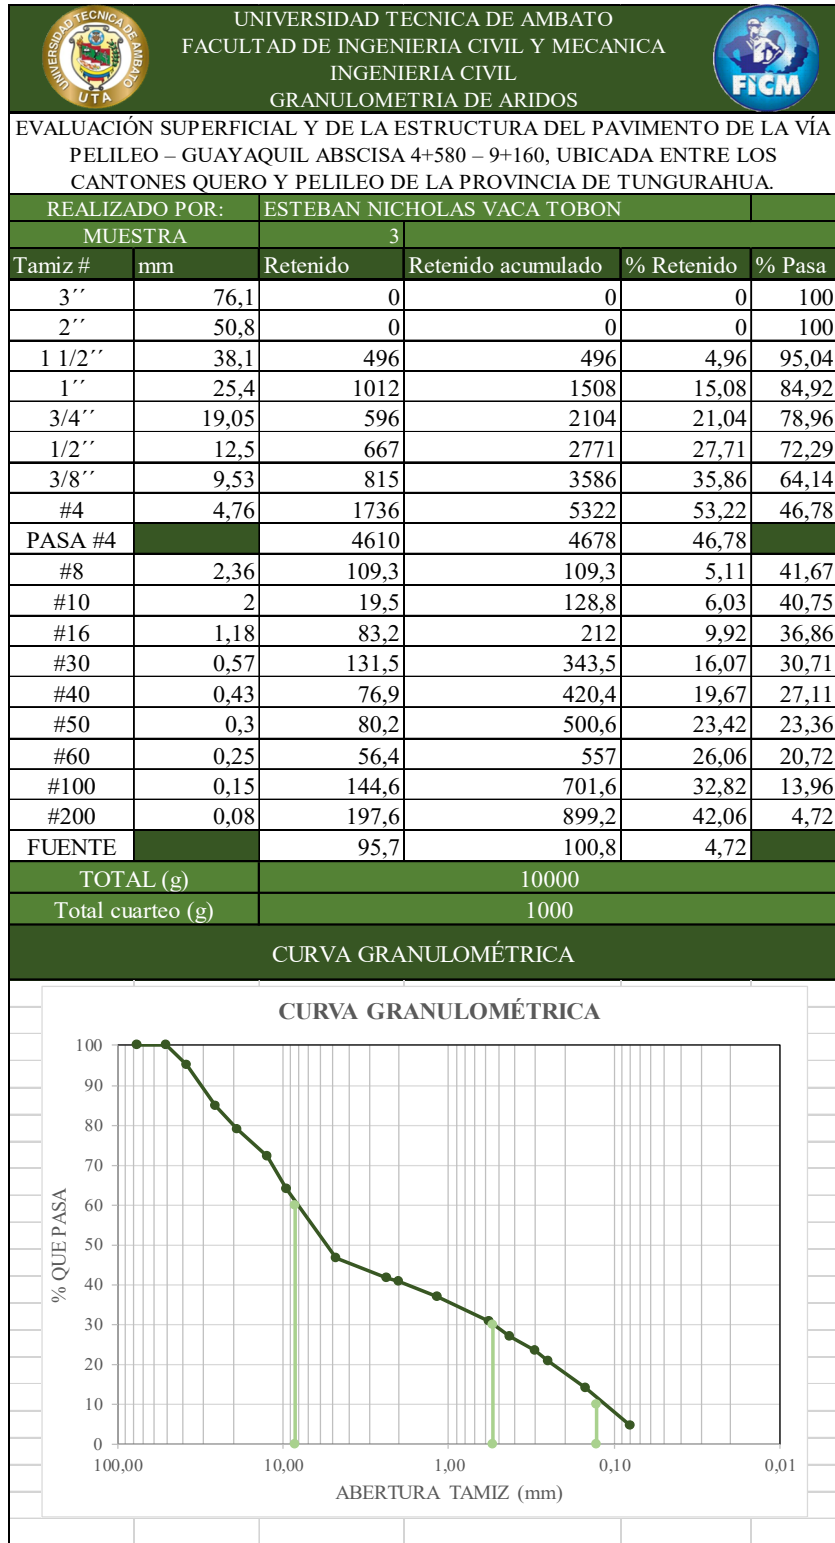 UNIVERSIDAD TECNICA DE AMBATO
FACULTAD DE INGENIERIA CIVIL Y MECANICA
INGENIERIA CIVIL
GRANULOMETRIA DE ARIDOS
UNIVERSIDAD TECNICA DE AMBATO
UTA
FICM
EVALUACIÓN SUPERFICIAL Y DE LA ESTRUCTURA DEL PAVIMENTO DE LA VÍA
PELILEO – GUAYAQUIL ABSCISA 4+580 – 9+160, UBICADA ENTRE LOS
CANTONES QUERO Y PELILEO DE LA PROVINCIA DE TUNGURAHUA.
REALIZADO POR: ESTEBAN NICHOLAS VACA TOBON
MUESTRA 3
Tamiz # mm Retenido Retenido acumulado % Retenido % Pasa
3´´ 76,1 0 0 0 100
2´´ 50,8 0 0 0 100
1 1/2´´ 38,1 496 496 4,96 95,04
1´´ 25,4 1012 1508 15,08 84,92
3/4´´ 19,05 596 2104 21,04 78,96
1/2´´ 12,5 667 2771 27,71 72,29
3/8´´ 9,53 815 3586 35,86 64,14
#4 4,76 1736 5322 53,22 46,78
PASA #4 4610 4678 46,78
#8 2,36 109,3 109,3 5,11 41,67
#10 2 19,5 128,8 6,03 40,75
#16 1,18 83,2 212 9,92 36,86
#30 0,57 131,5 343,5 16,07 30,71
#40 0,43 76,9 420,4 19,67 27,11
#50 0,3 80,2 500,6 23,42 23,36
#60 0,25 56,4 557 26,06 20,72
#100 0,15 144,6 701,6 32,82 13,96
#200 0,08 197,6 899,2 42,06 4,72
FUENTE 95,7 100,8 4,72
TOTAL (g) 10000
Total cuarteo (g) 1000
CURVA GRANULOMÉTRICA
CURVA GRANULOMÉTRICA
% QUE PASA
100
90
80
70
60
50
40
30
20
10
0
100,00 10,00 1,00 0,10 0,01
ABERTURA TAMIZ (mm)